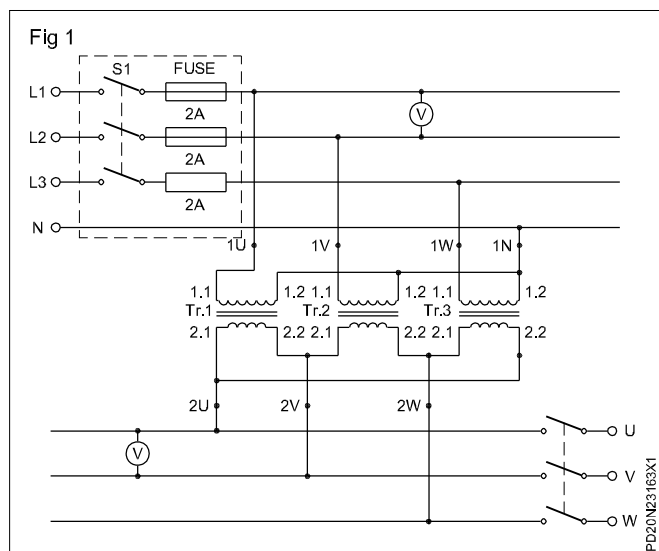 Fig 1
S1 FUSE
L1
V
2A
L2
2A
L3
2A
N
1U 1V 1W 1N
1.1 1.2 1.1 1.2 1.1 1.2
Tr.1 Tr.2 Tr.3
2.1 2.2 2.1 2.2 2.1 2.2
2U 2V 2W
U
V
V
W
PD20N23163X1